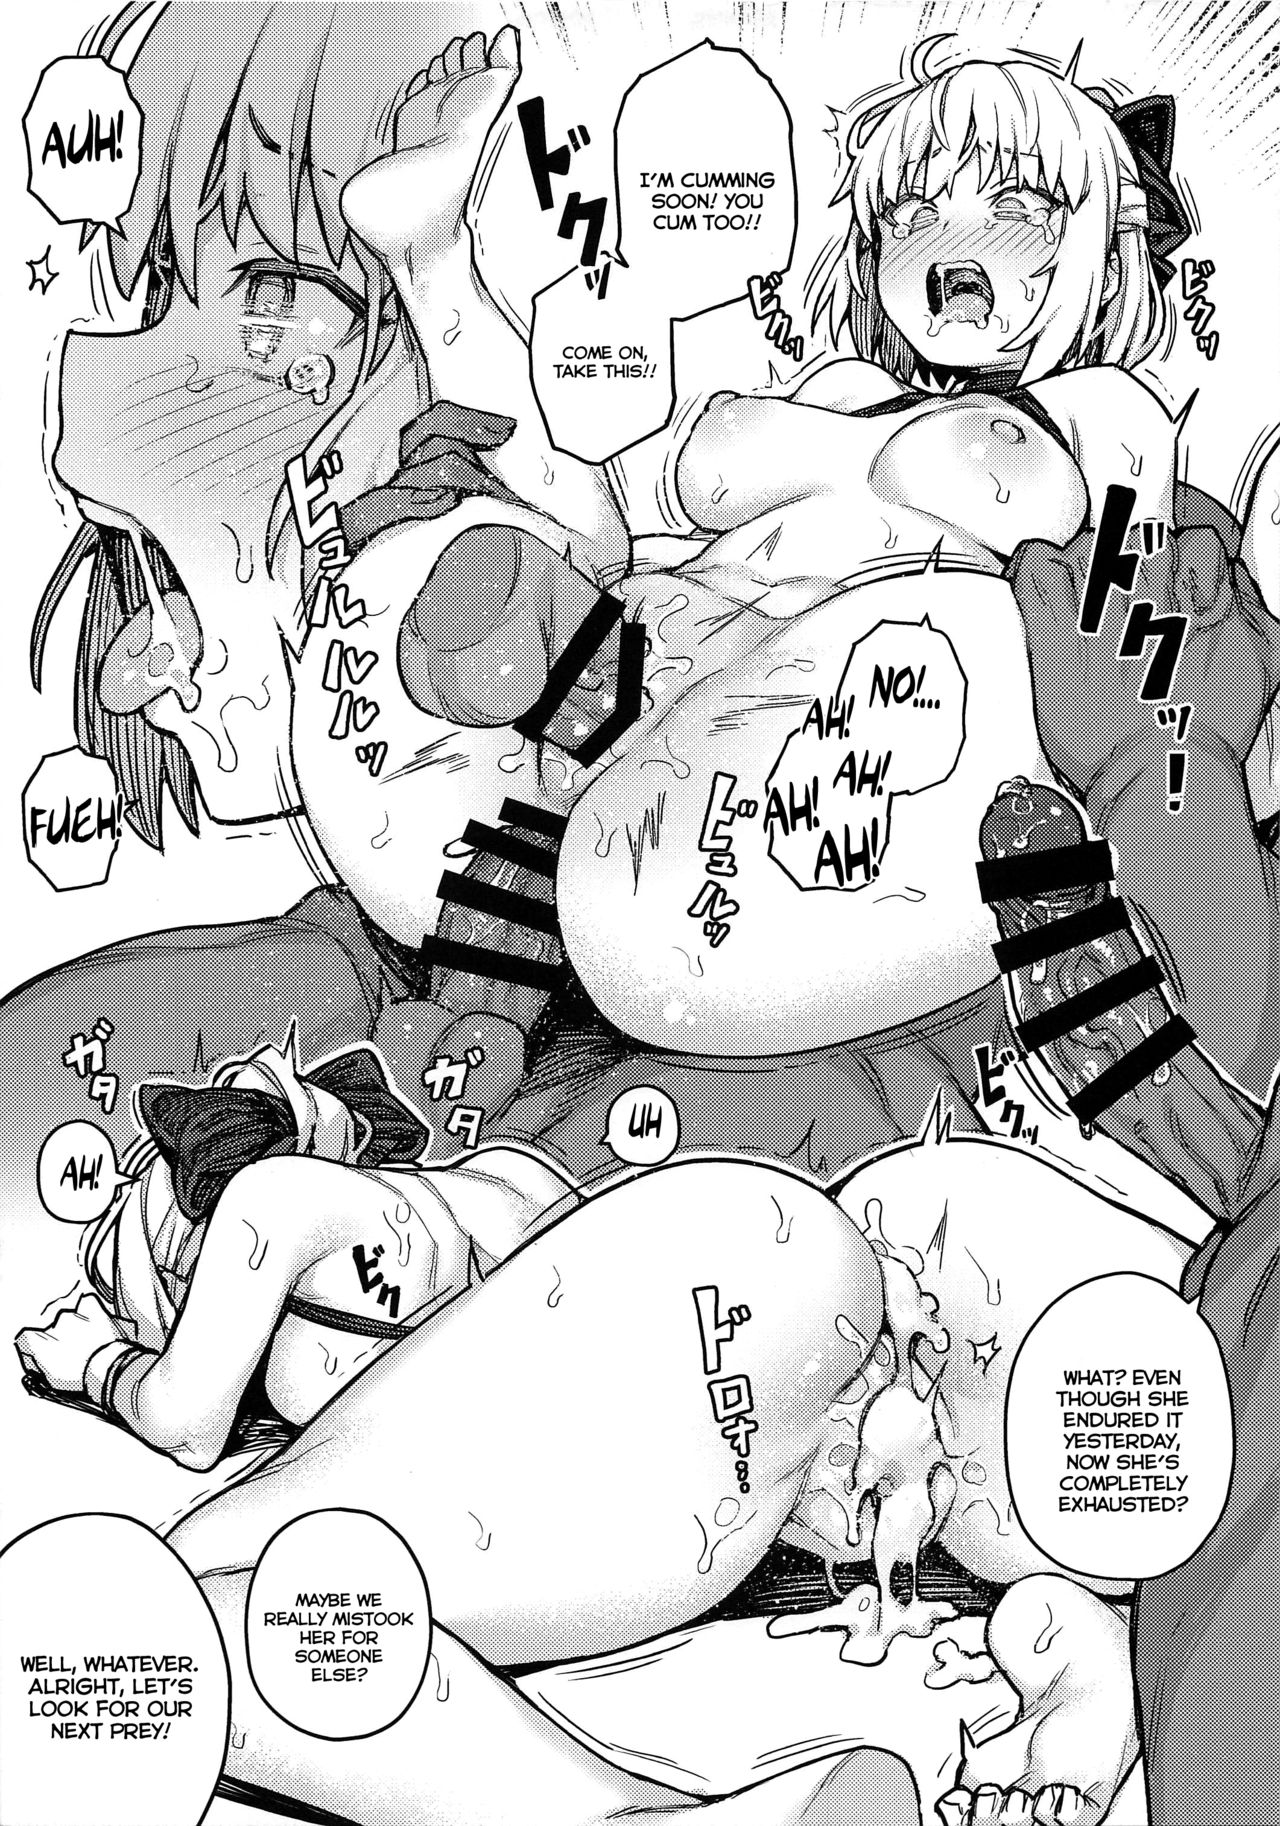 AUH!
I'M CUMMING
SOON! YOU
CUM TOO!!
COME ON,
TAKE THIS!!
ドクッ
ビクッ
ビクッ
ビュルルルルッ
ドクッ!
NO!....
AH!
AH!
AH!
AH!
FUEH!
ビュルルッ
ガタ
ガタ
ビクッ
UH
AH!
ビク
ドロォ...
WHAT? EVEN
THOUGH SHE
ENDURED IT
YESTERDAY,
NOW SHE'S
COMPLETELY
EXHAUSTED?
MAYBE WE
REALLY MISTOOK
HER FOR
SOMEONE
ELSE?
WELL, WHATEVER.
ALRIGHT, LET'S
LOOK FOR OUR
NEXT PREY!